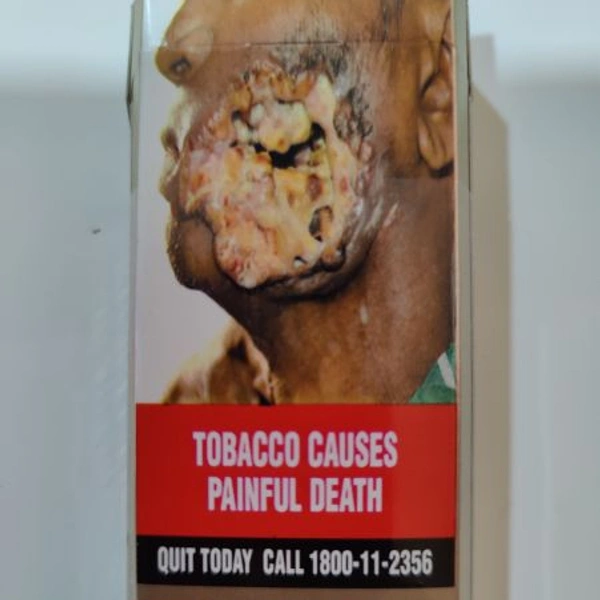 TOBACCO CAUSES
PAINFUL DEATH
QUIT TODAY CALL 1800-11-2356